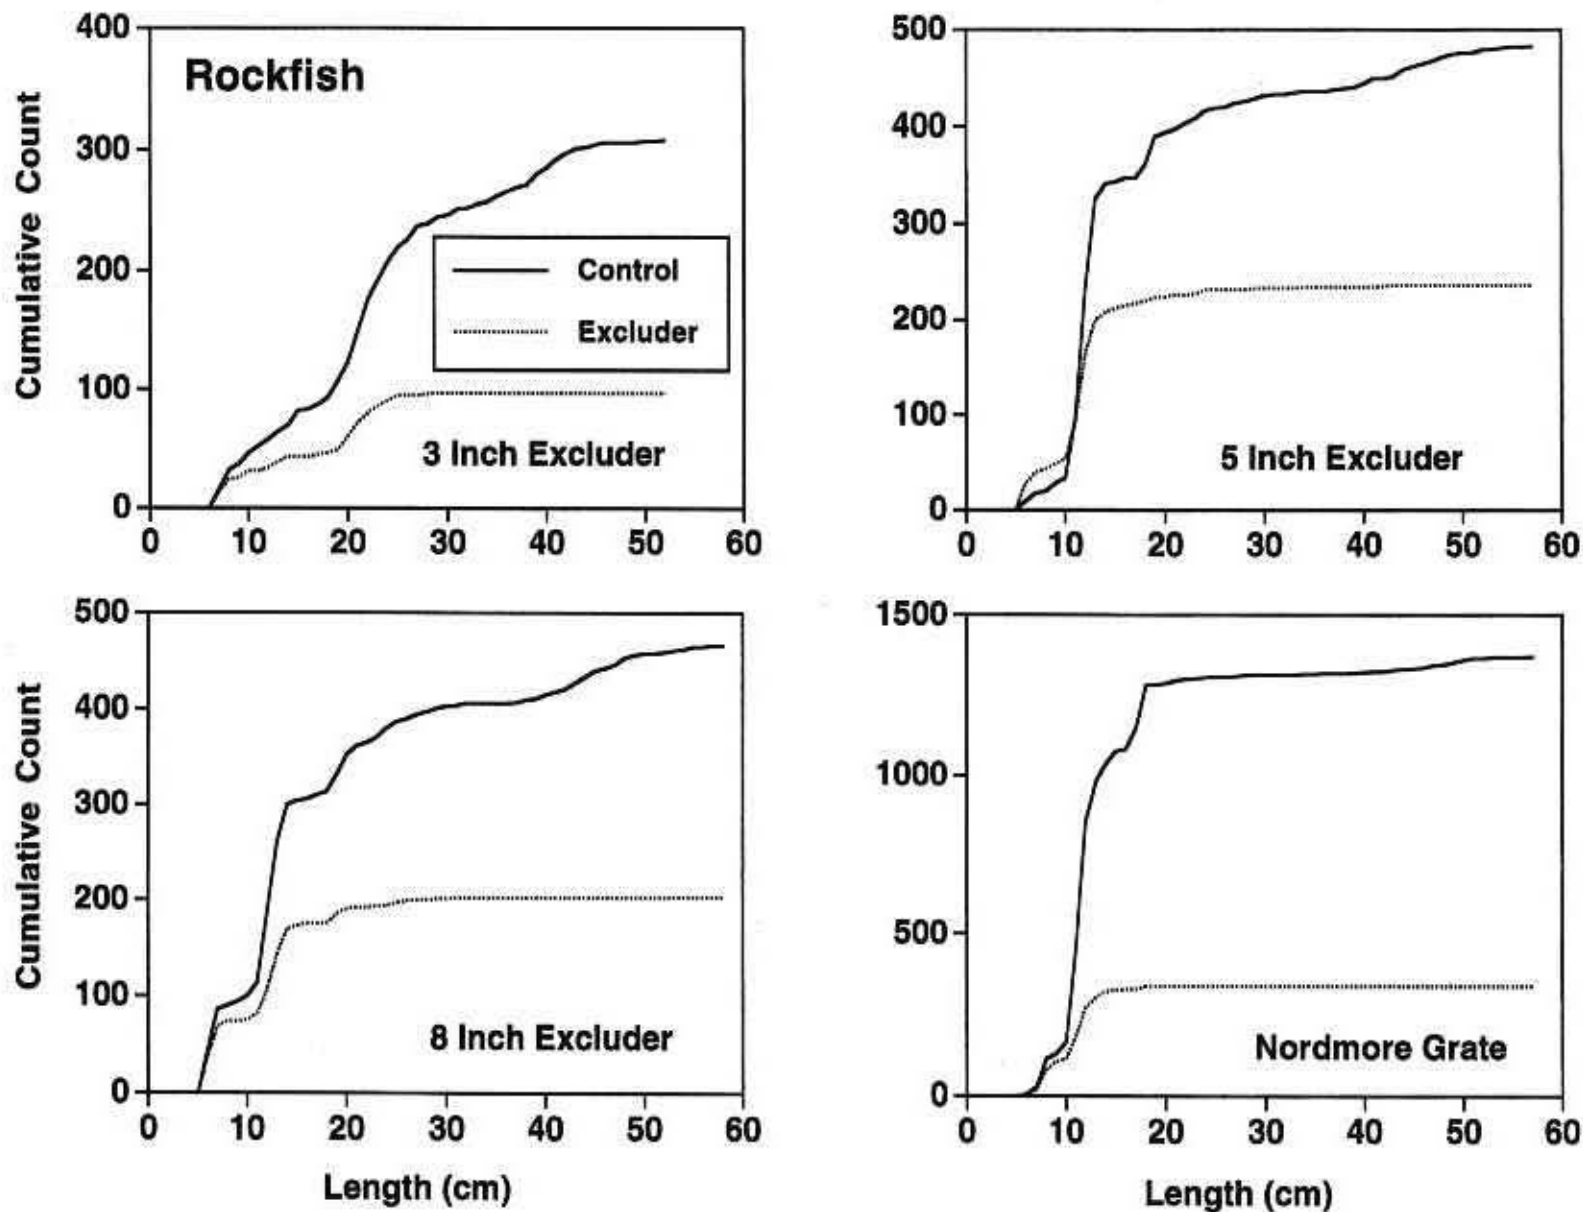 Rockfish
Cumulative Count
400
300
200
100
0
Control
Excluder
3 Inch Excluder
0 10 20 30 40 50 60
500
400
300
200
100
0
5 Inch Excluder
0 10 20 30 40 50 60
Cumulative Count
500
400
300
200
100
0
8 Inch Excluder
0 10 20 30 40 50 60
Length (cm)
1500
1000
500
0
Nordmore Grate
0 10 20 30 40 50 60
Length (cm)